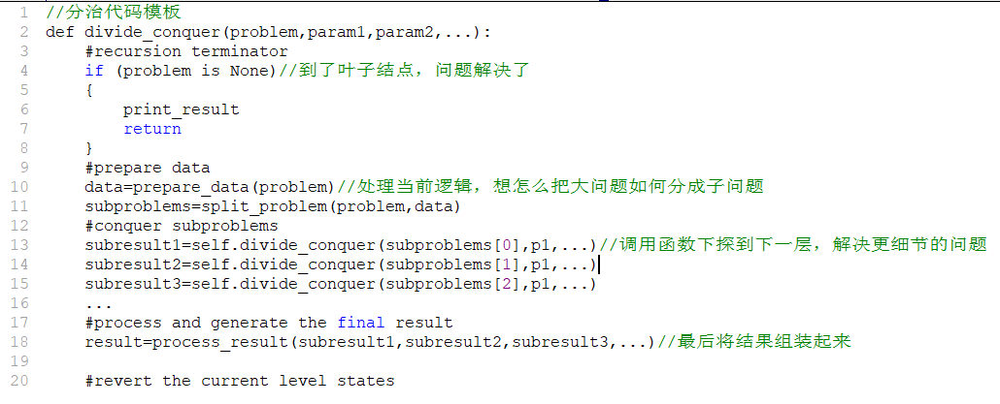 1 //分治代码模板
2 def divide_conquer(problem,param1,param2,...):
3 #recursion terminator
4 if (problem is None)//到了叶子结点，问题解决了
5 {
6 print_result
7 return
8 }
9 #prepare data
10 data=prepare_data(problem)//处理当前逻辑，想怎么把大问题如何分成子问题
11 subproblems=split_problem(problem,data)
12 #conquer subproblems
13 subresult1=self.divide_conquer(subproblems[0],p1,...)//调用函数下探到下一层，解决更细节的问题
14 subresult2=self.divide_conquer(subproblems[1],p1,...)
15 subresult3=self.divide_conquer(subproblems[2],p1,...)
16 ...
17 #process and generate the final result
18 result=process_result(subresult1,subresult2,subresult3,...)//最后将结果组装起来
19
20 #revert the current level states